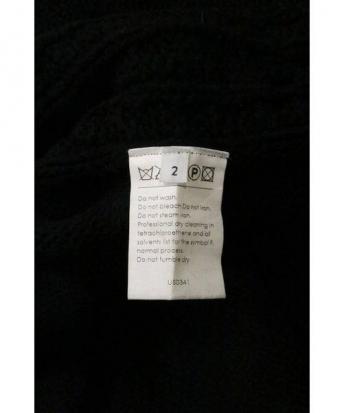 2 P
Do not wash.
Do not bleach.Do not iron.
Do not steam iron.
Professional dry cleaning in
tetrachloroethene and all
solvents list for the symbol F,
normal process.
Do not tumble dry.